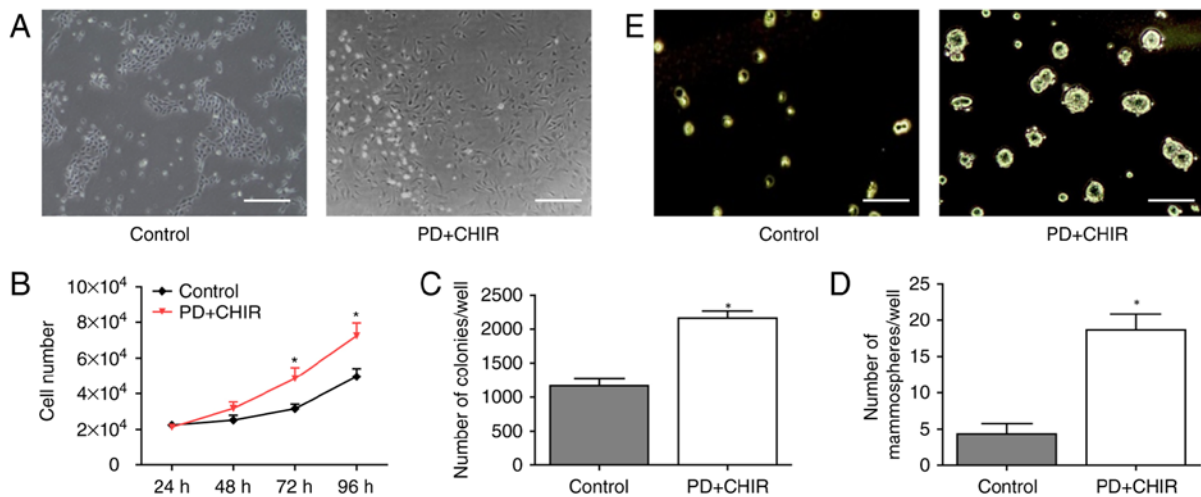 A
Control
PD+CHIR
E
Control
PD+CHIR
B
Cell number
10×10⁴
8×10⁴
6×10⁴
4×10⁴
2×10⁴
0
Control
PD+CHIR
*
*
24 h
48 h
72 h
96 h
C
Number of colonies/well
2500
2000
1500
1000
500
0
*
Control
PD+CHIR
D
Number of
mammospheres/well
25
20
15
10
5
0
*
Control
PD+CHIR